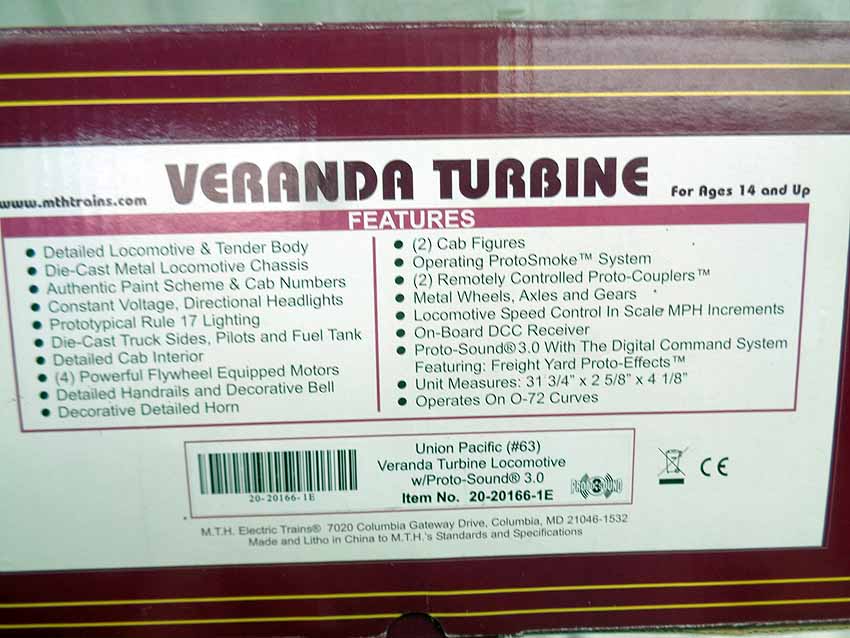 VERANDA TURBINE
www.mthtrains.com
For Ages 14 and Up
FEATURES
• Detailed Locomotive & Tender Body
• Die-Cast Metal Locomotive Chassis
• Authentic Paint Scheme & Cab Numbers
• Constant Voltage, Directional Headlights
• Prototypical Rule 17 Lighting
• Die-Cast Truck Sides, Pilots and Fuel Tank
• Detailed Cab Interior
• (4) Powerful Flywheel Equipped Motors
• Detailed Handrails and Decorative Bell
• Decorative Detailed Horn
• (2) Cab Figures
• Operating ProtoSmoke™ System
• (2) Remotely Controlled Proto-Couplers™
• Metal Wheels, Axles and Gears
• Locomotive Speed Control In Scale MPH Increments
• On-Board DCC Receiver
• Proto-Sound® 3.0 With The Digital Command System
Featuring: Freight Yard Proto-Effects™
• Unit Measures: 31 3/4" x 2 5/8" x 4 1/8"
• Operates On O-72 Curves
20-20166-1E
Union Pacific (#63)
Veranda Turbine Locomotive
w/Proto-Sound® 3.0
Item No. 20-20166-1E
PROTO 3 SOUND
CE
M.T.H. Electric Trains® 7020 Columbia Gateway Drive, Columbia, MD 21046-1532
Made and Litho in China to M.T.H.'s Standards and Specifications